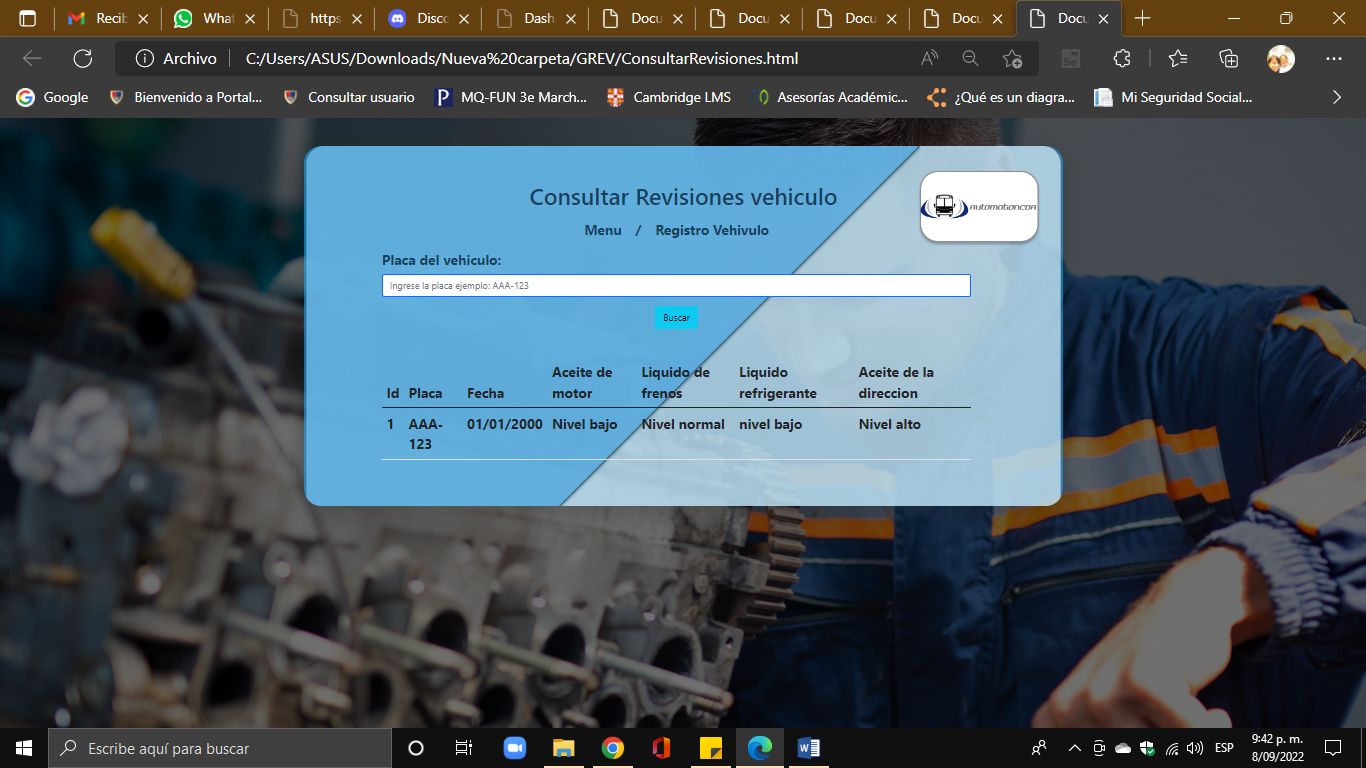 Recib
What
https
Disco
Dash
Docu
Docu
Docu
Docu
Docu
Archivo
C:/Users/ASUS/Downloads/Nueva%20carpeta/GREV/ConsultarRevisiones.html
Google
Bienvenido a Portal...
Consultar usuario
MQ-FUN 3e March...
Cambridge LMS
Asesorías Académic...
¿Qué es un diagra...
Mi Seguridad Social...
Consultar Revisiones vehiculo
AUTOMOTIONCDA
Menu / Registro Vehivulo
Placa del vehiculo:
Ingrese la placa ejemplo: AAA-123
Buscar
Id Placa Fecha Aceite de motor Liquido de frenos Liquido refrigerante Aceite de la direccion
1 AAA-123 01/01/2000 Nivel bajo Nivel normal nivel bajo Nivel alto
Escribe aquí para buscar
ESP
9:42 p. m.
8/09/2022